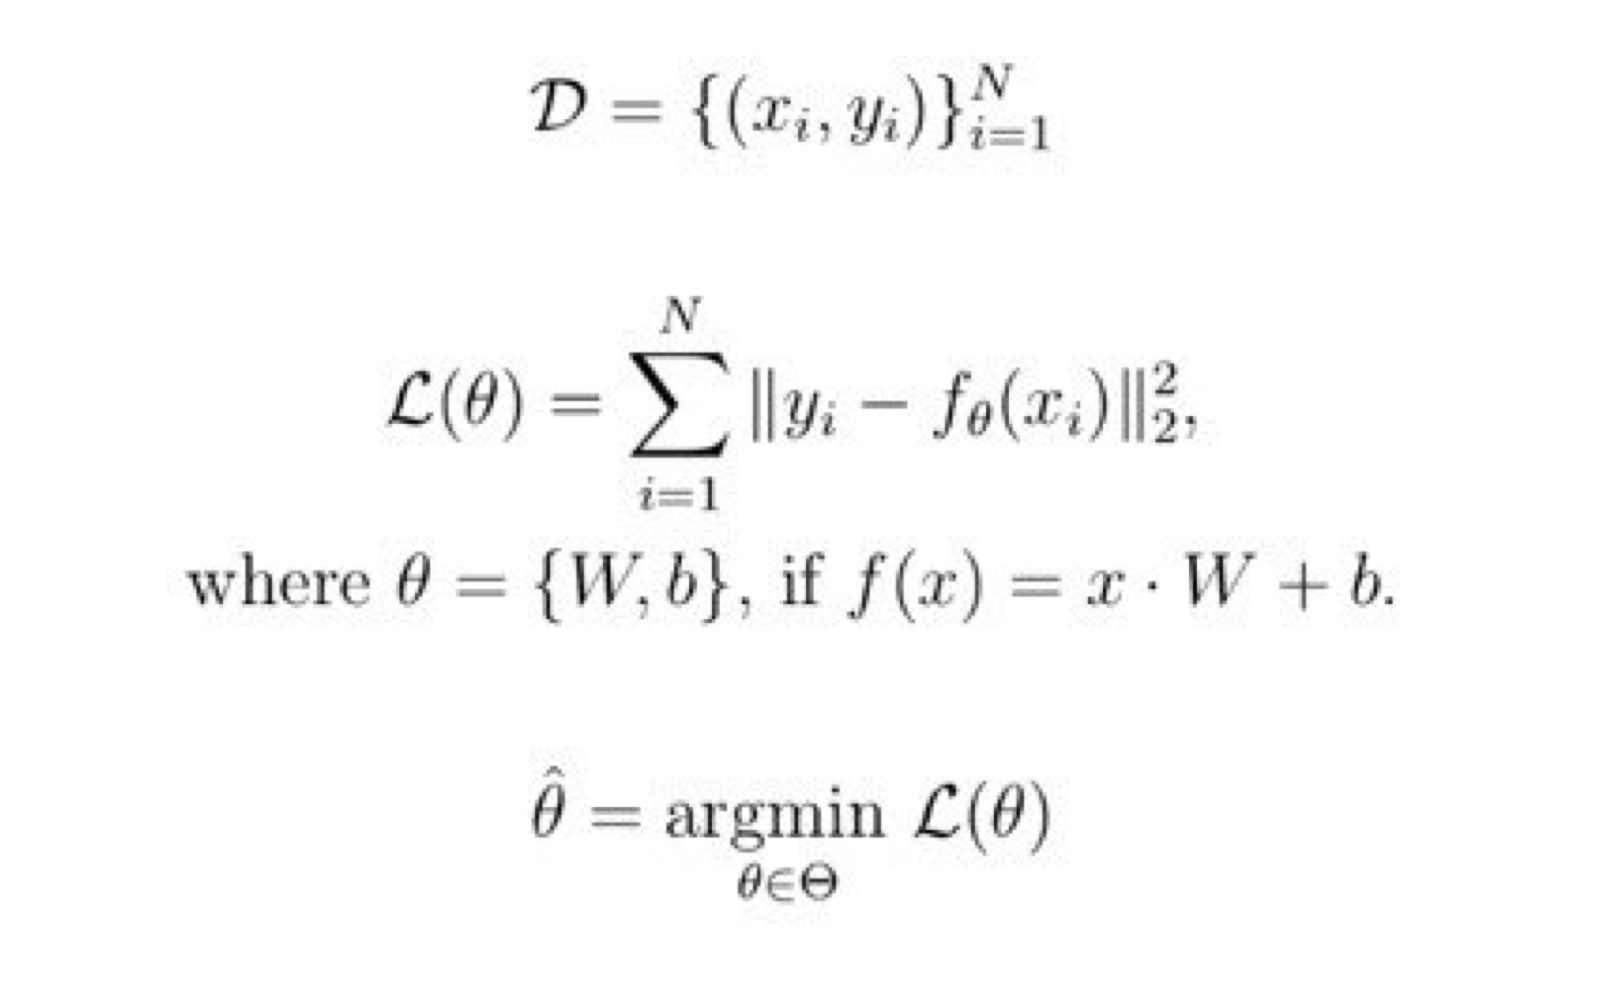 𝒟 = {(xᵢ, yᵢ)}ᵢ₌₁ᴺ
ℒ(θ) = ∑ᵢ₌₁ᴺ ‖yᵢ − f_θ(xᵢ)‖₂²,
where θ = {W, b}, if f(x) = x · W + b.
θ̂ = argmin_{θ∈Θ} ℒ(θ)